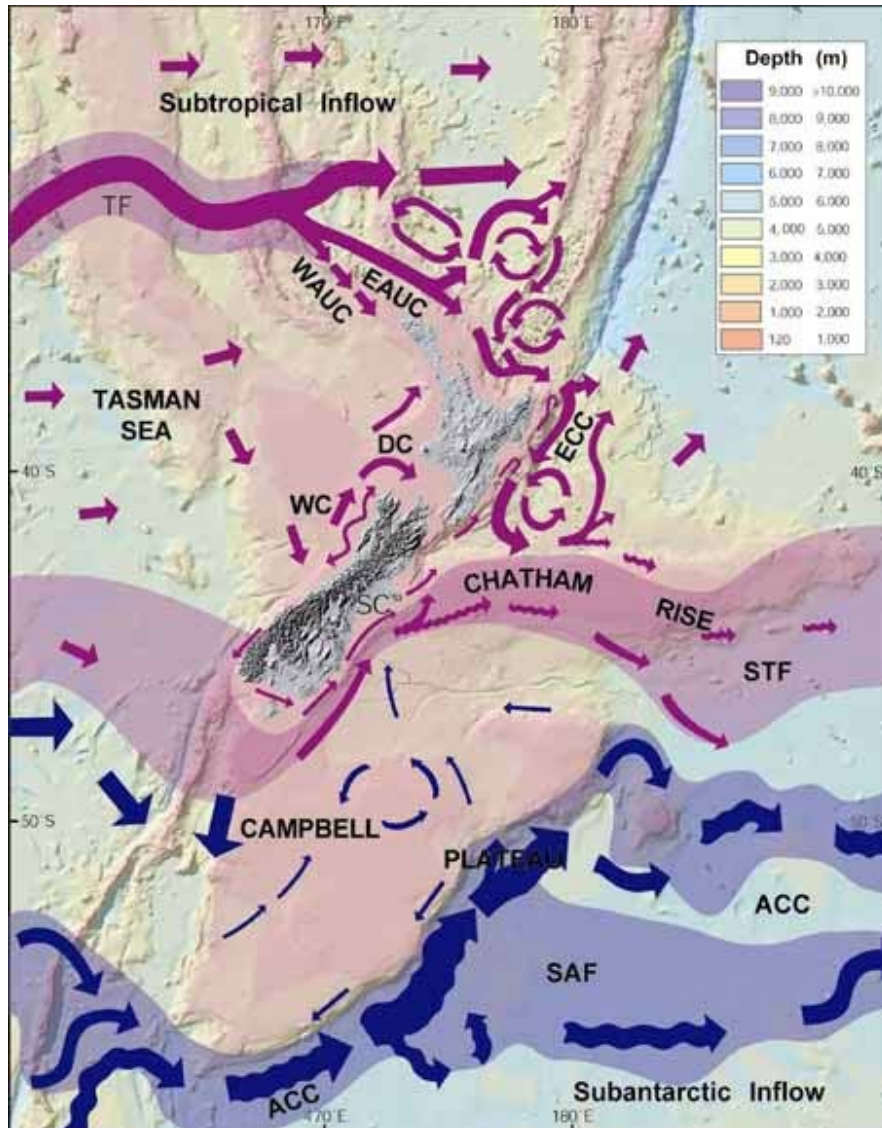 170°E 180°E
Depth (m)
9,000 >10,000
8,000 9,000
7,000 8,000
6,000 7,000
5,000 6,000
4,000 5,000
3,000 4,000
2,000 3,000
1,000 2,000
120 1,000
Subtropical Inflow
TF
WAUC
EAUC
TASMAN
SEA
DC
ECC
40°S 40°S
WC
CHATHAM
SC
RISE
STF
50°S 50°S
CAMPBELL
PLATEAU
ACC
SAF
ACC
Subantarctic Inflow
170°E 180°E